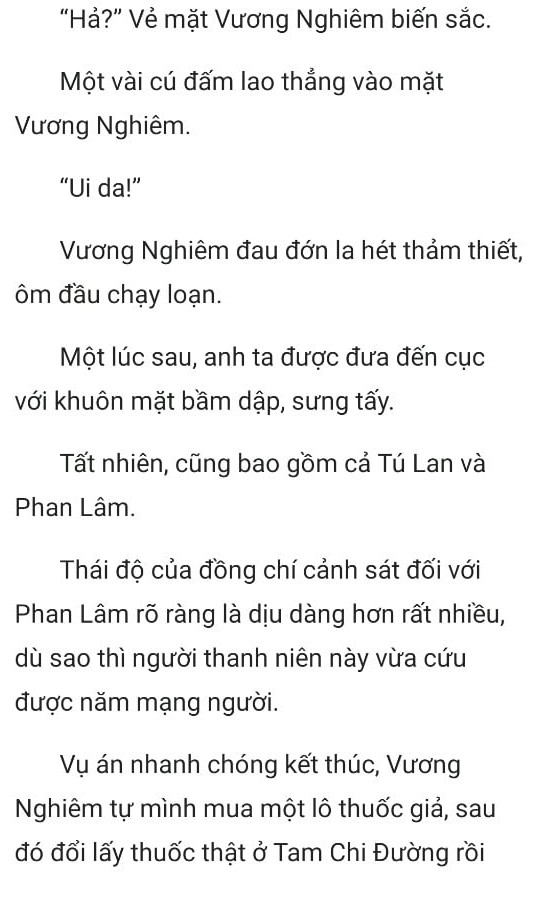 “Hả?” Vẻ mặt Vương Nghiêm biến sắc.
Một vài cú đấm lao thẳng vào mặt
Vương Nghiêm.
“Ui da!”
Vương Nghiêm đau đớn la hét thảm thiết,
ôm đầu chạy loạn.
Một lúc sau, anh ta được đưa đến cục
với khuôn mặt bầm dập, sưng tấy.
Tất nhiên, cũng bao gồm cả Tú Lan và
Phan Lâm.
Thái độ của đồng chí cảnh sát đối với
Phan Lâm rõ ràng là dịu dàng hơn rất nhiều,
dù sao thì người thanh niên này vừa cứu
được năm mạng người.
Vụ án nhanh chóng kết thúc, Vương
Nghiêm tự mình mua một lô thuốc giả, sau
đó đổi lấy thuốc thật ở Tam Chi Đường rồi